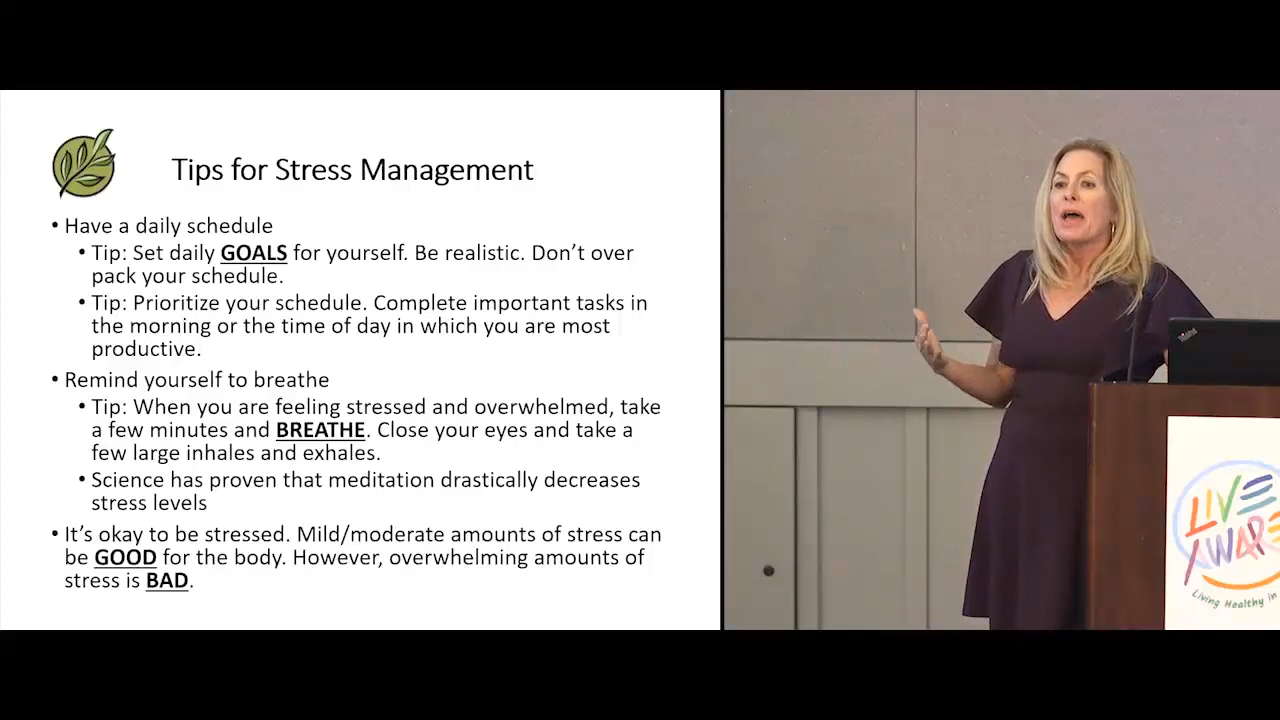 Tips for Stress Management
• Have a daily schedule
• Tip: Set daily GOALS for yourself. Be realistic. Don’t over
pack your schedule.
• Tip: Prioritize your schedule. Complete important tasks in
the morning or the time of day in which you are most
productive.
• Remind yourself to breathe
• Tip: When you are feeling stressed and overwhelmed, take
a few minutes and BREATHE. Close your eyes and take a
few large inhales and exhales.
• Science has proven that meditation drastically decreases
stress levels
• It’s okay to be stressed. Mild/moderate amounts of stress can
be GOOD for the body. However, overwhelming amounts of
stress is BAD.
ThinkPad
LIVE
AWARE
Living Healthy in